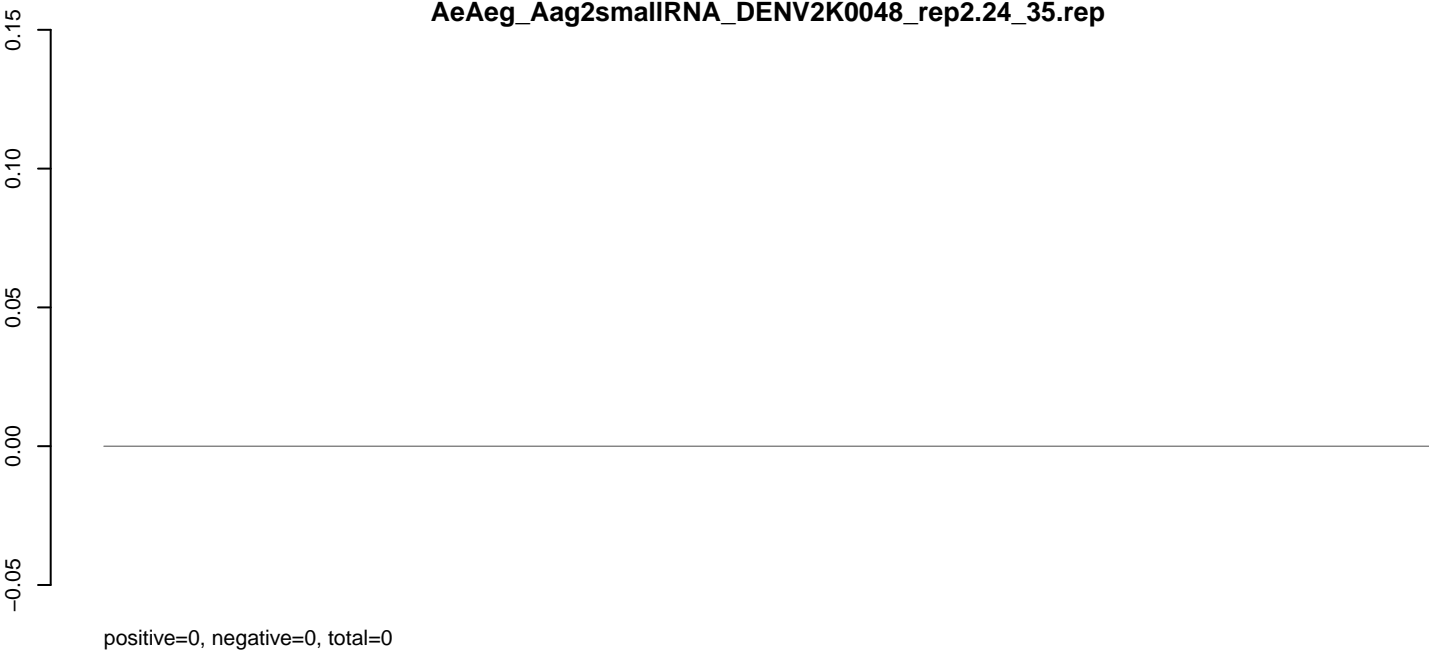 AeAeg_Aag2smallRNA_DENV2K0048_rep2.24_35.rep
0.15
0.10
0.05
0.00
−0.05
positive=0, negative=0, total=0